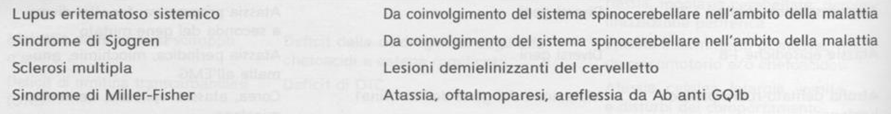 Lupus eritematoso sistemico Da coinvolgimento del sistema spinocerebellare nell'ambito della malattia
Sindrome di Sjogren Da coinvolgimento del sistema spinocerebellare nell'ambito della malattia
Sclerosi multipla Lesioni demielinizzanti del cervelletto
Sindrome di Miller-Fisher Atassia, oftalmoparesi, areflessia da Ab anti GQ1b